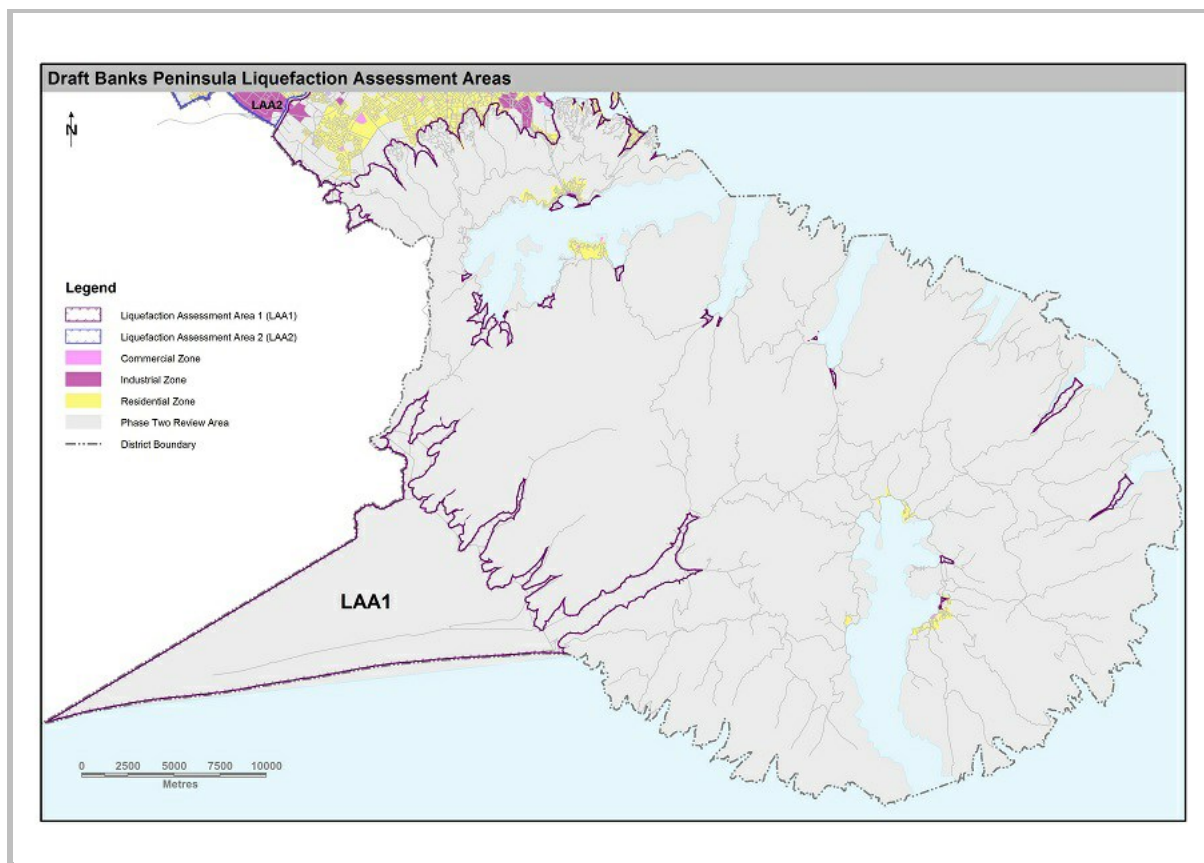 Draft Banks Peninsula Liquefaction Assessment Areas
LAA2
N
Legend
Liquefaction Assessment Area 1 (LAA1)
Liquefaction Assessment Area 2 (LAA2)
Commercial Zone
Industrial Zone
Residential Zone
Phase Two Review Area
District Boundary
LAA1
0 2500 5000 7500 10000
Metres